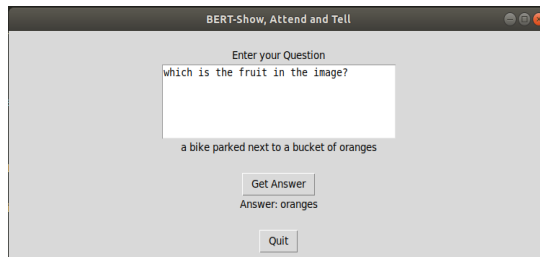 BERT-Show, Attend and Tell
Enter your Question
which is the fruit in the image?
a bike parked next to a bucket of oranges
Get Answer
Answer: oranges
Quit